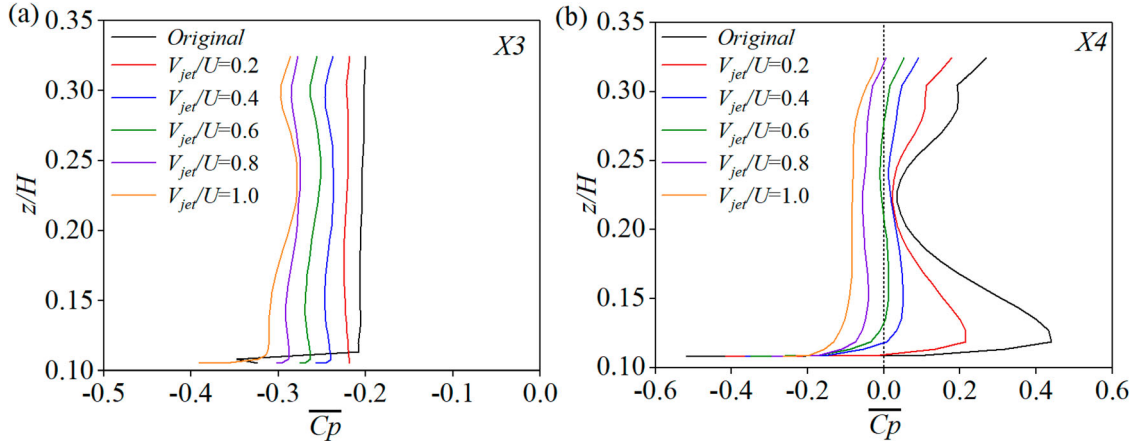 (a)
X3
Original
Vjet/U=0.2
Vjet/U=0.4
Vjet/U=0.6
Vjet/U=0.8
Vjet/U=1.0
z/H
0.35
0.30
0.25
0.20
0.15
0.10
-0.5 -0.4 -0.3 -0.2 -0.1 0.0
Cp
(b)
X4
Original
Vjet/U=0.2
Vjet/U=0.4
Vjet/U=0.6
Vjet/U=0.8
Vjet/U=1.0
z/H
0.35
0.30
0.25
0.20
0.15
0.10
-0.6 -0.4 -0.2 0.0 0.2 0.4 0.6
Cp